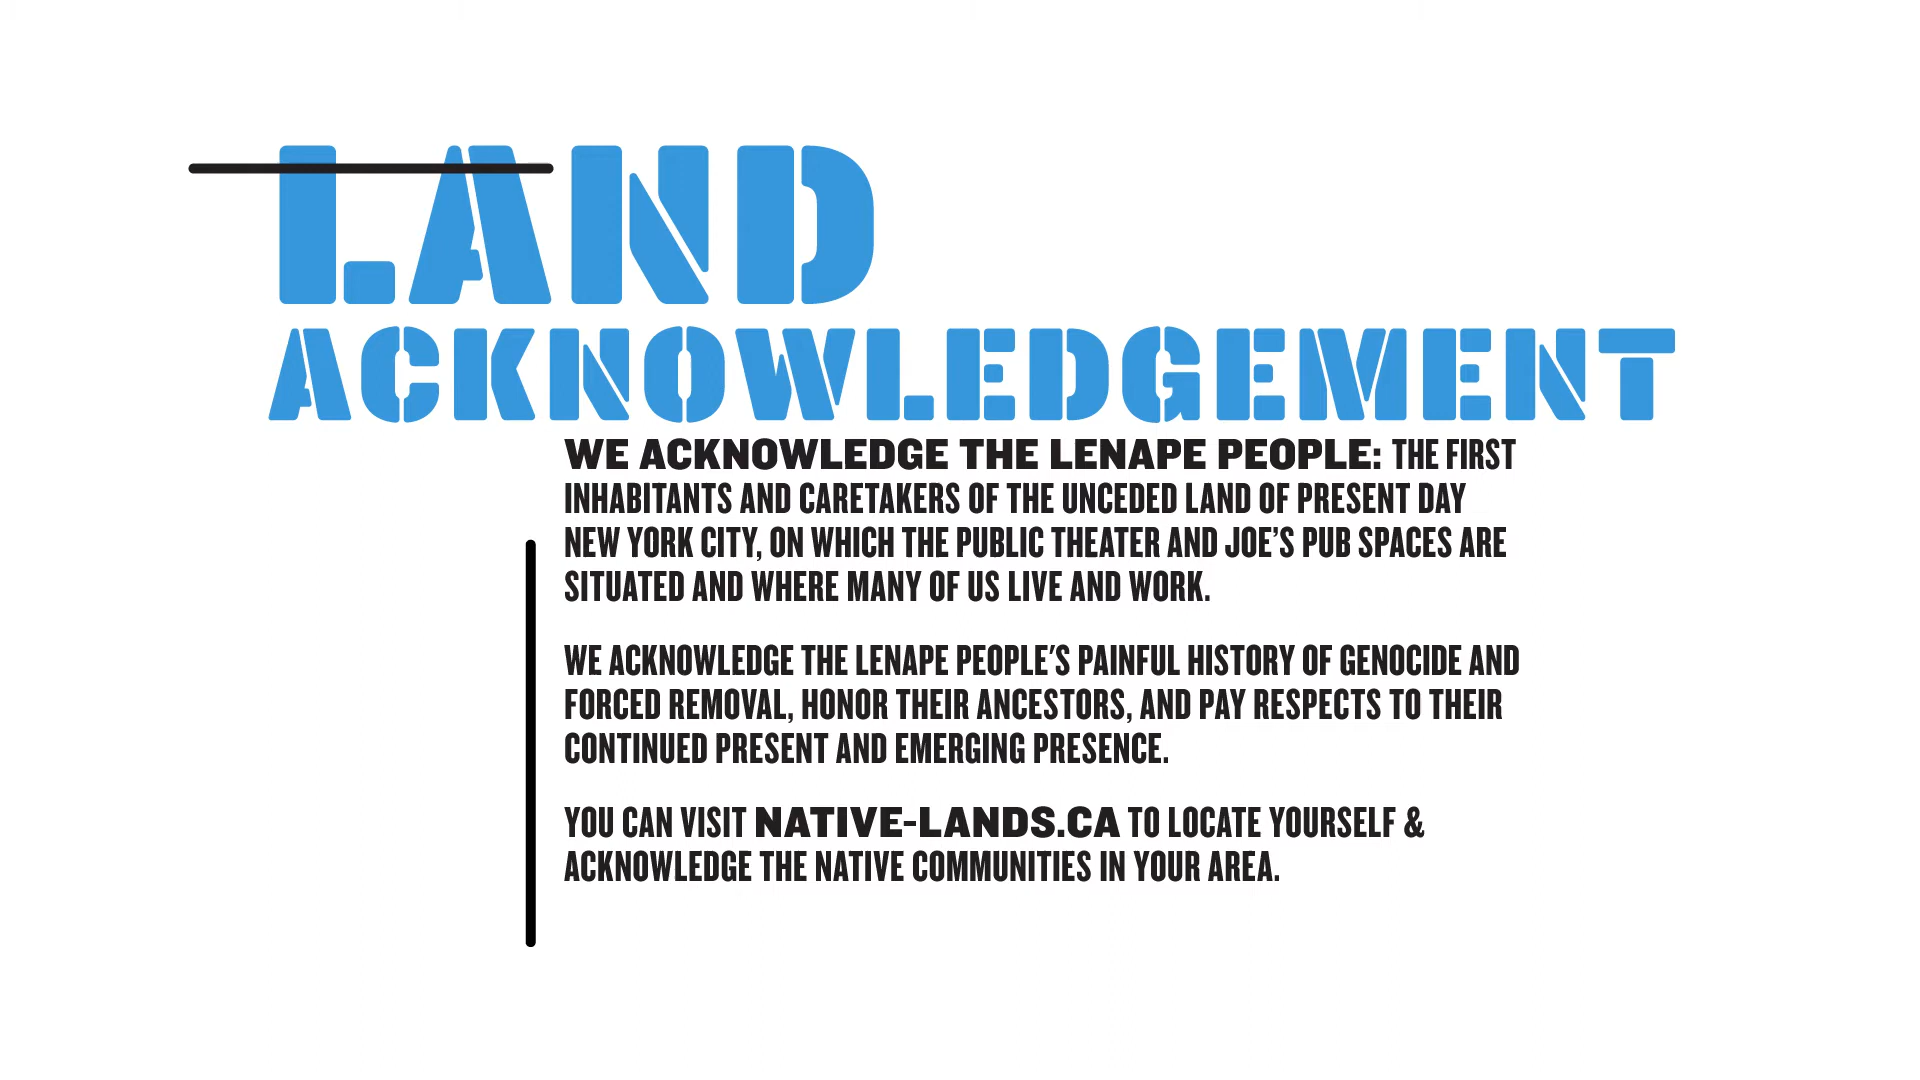 LAND
ACKNOWLEDGEMENT
WE ACKNOWLEDGE THE LENAPE PEOPLE: THE FIRST
INHABITANTS AND CARETAKERS OF THE UNCEDED LAND OF PRESENT DAY
NEW YORK CITY, ON WHICH THE PUBLIC THEATER AND JOE’S PUB SPACES ARE
SITUATED AND WHERE MANY OF US LIVE AND WORK.
WE ACKNOWLEDGE THE LENAPE PEOPLE’S PAINFUL HISTORY OF GENOCIDE AND
FORCED REMOVAL, HONOR THEIR ANCESTORS, AND PAY RESPECTS TO THEIR
CONTINUED PRESENT AND EMERGING PRESENCE.
YOU CAN VISIT NATIVE-LANDS.CA TO LOCATE YOURSELF &
ACKNOWLEDGE THE NATIVE COMMUNITIES IN YOUR AREA.